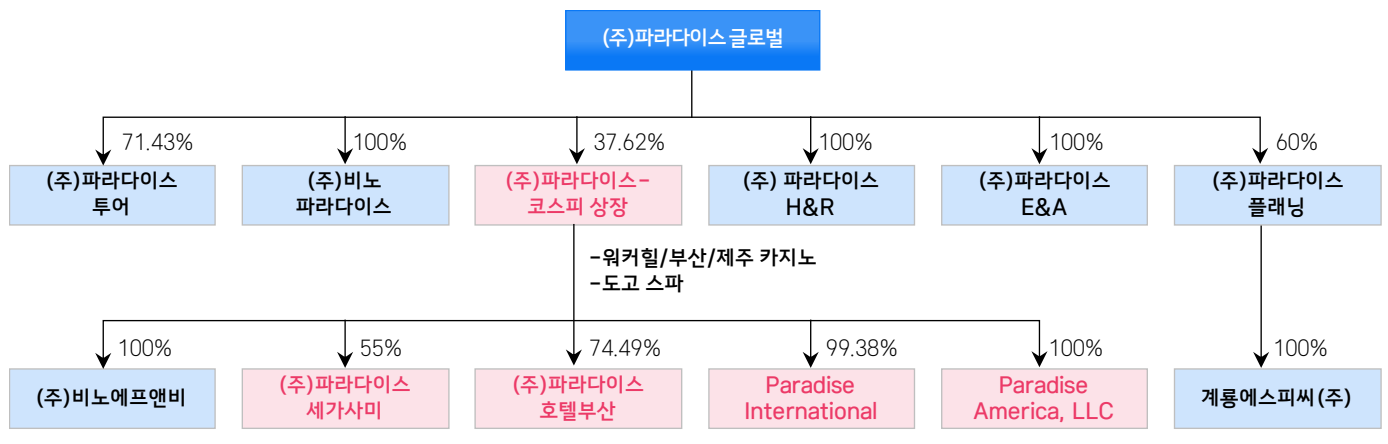 (주)파라다이스 글로벌
71.43%
100%
37.62%
100%
100%
60%
(주)파라다이스
투어
(주)비노
파라다이스
(주)파라다이스-
코스피 상장
(주) 파라다이스
H&R
(주)파라다이스
E&A
(주)파라다이스
플래닝
-워커힐/부산/제주 카지노
-도고 스파
100%
55%
74.49%
99.38%
100%
100%
(주)비노에프앤비
(주)파라다이스
세가사미
(주)파라다이스
호텔부산
Paradise
International
Paradise
America, LLC
계룡에스피씨(주)